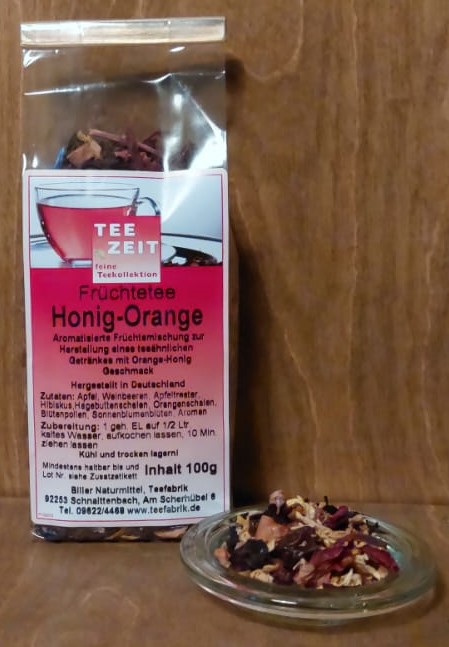 TEE
ZEIT
feine
Teekollektion
Früchtetee
Honig-Orange
Aromatisierte Früchtemischung zur
Herstellung eines teeähnlichen
Getränkes mit Orange-Honig
Geschmack
Hergestellt in Deutschland
Zutaten: Apfel, Weinbeeren, Apfeltrester,
Hibiskus, Hagebuttenschalen, Orangenschalen,
Blütenpollen, Sonnenblumenblüten, Aromen
Zubereitung: 1 geh. EL auf 1/2 Ltr.
kaltes Wasser, aufkochen lassen, 10 Min.
ziehen lassen
Kühl und trocken lagern!
Mindestens haltbar bis und
Lot Nr. siehe Zusatzetikett
Inhalt 100g
Biller Naturmittel, Teefabrik
92253 Schnaittenbach, Am Scherhübel 6
Tel. 09622/4469 www.teefabrik.de